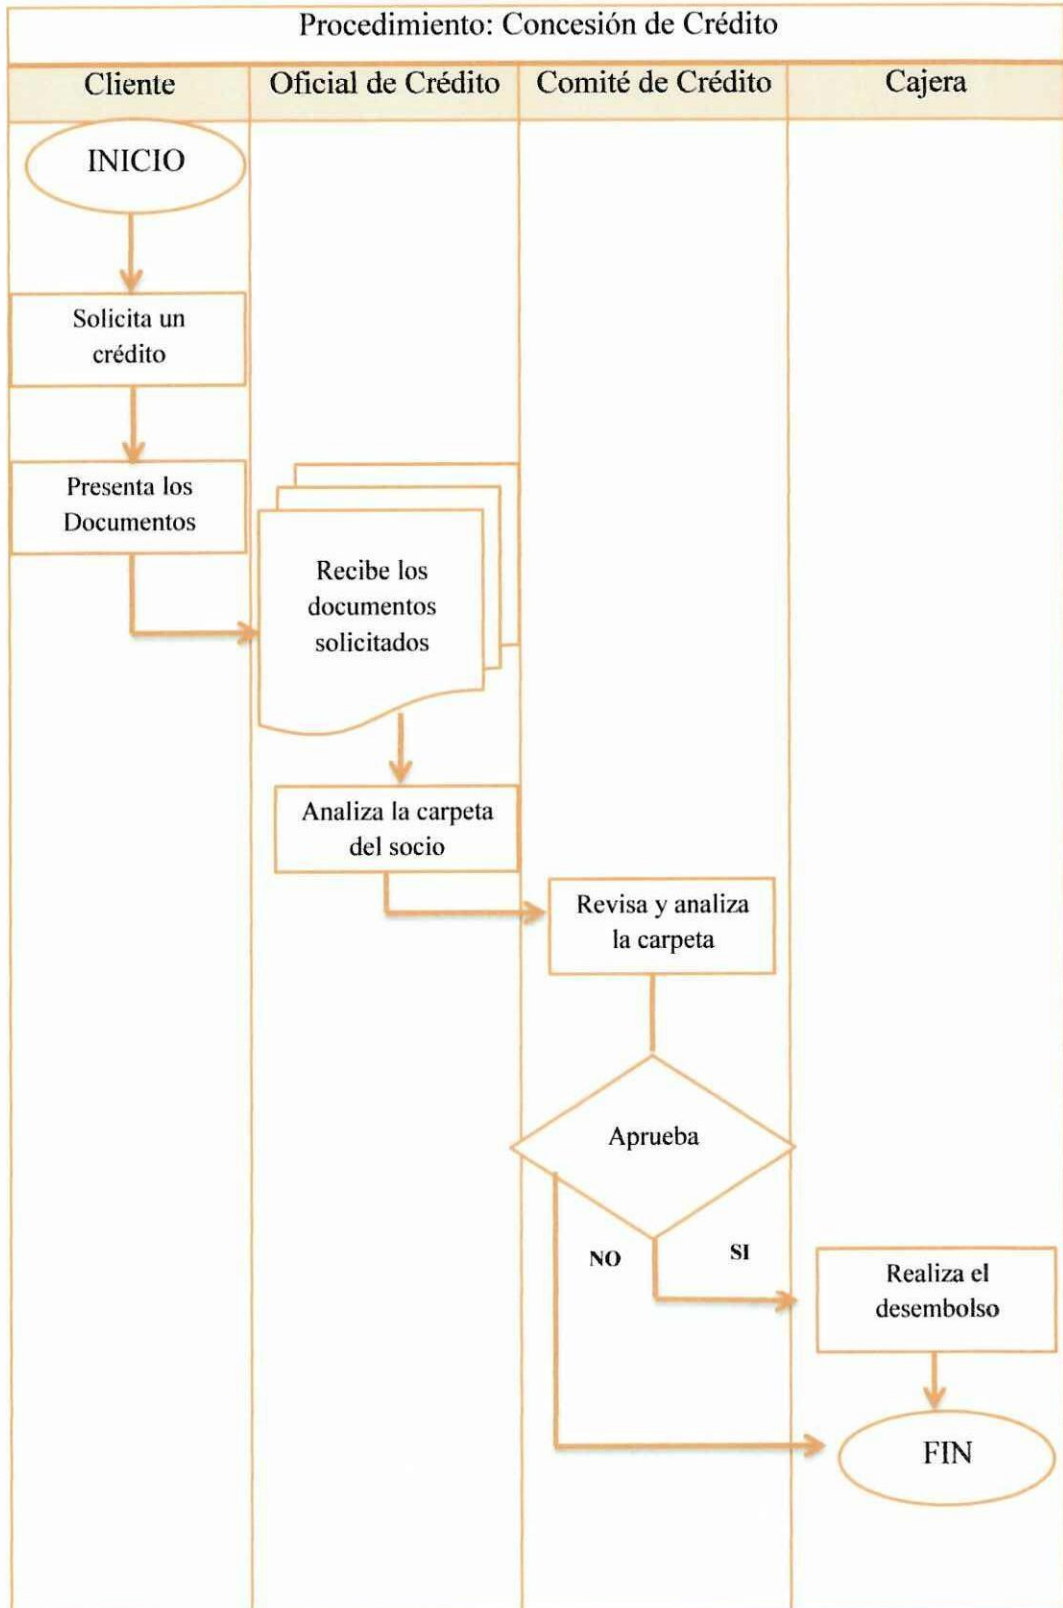 Procedimiento: Concesión de Crédito
Cliente
Oficial de Crédito
Comité de Crédito
Cajera
INICIO
Solicita un
crédito
Presenta los
Documentos
Recibe los
documentos
solicitados
Analiza la carpeta
del socio
Revisa y analiza
la carpeta
Aprueba
NO
SI
Realiza el
desembolso
FIN